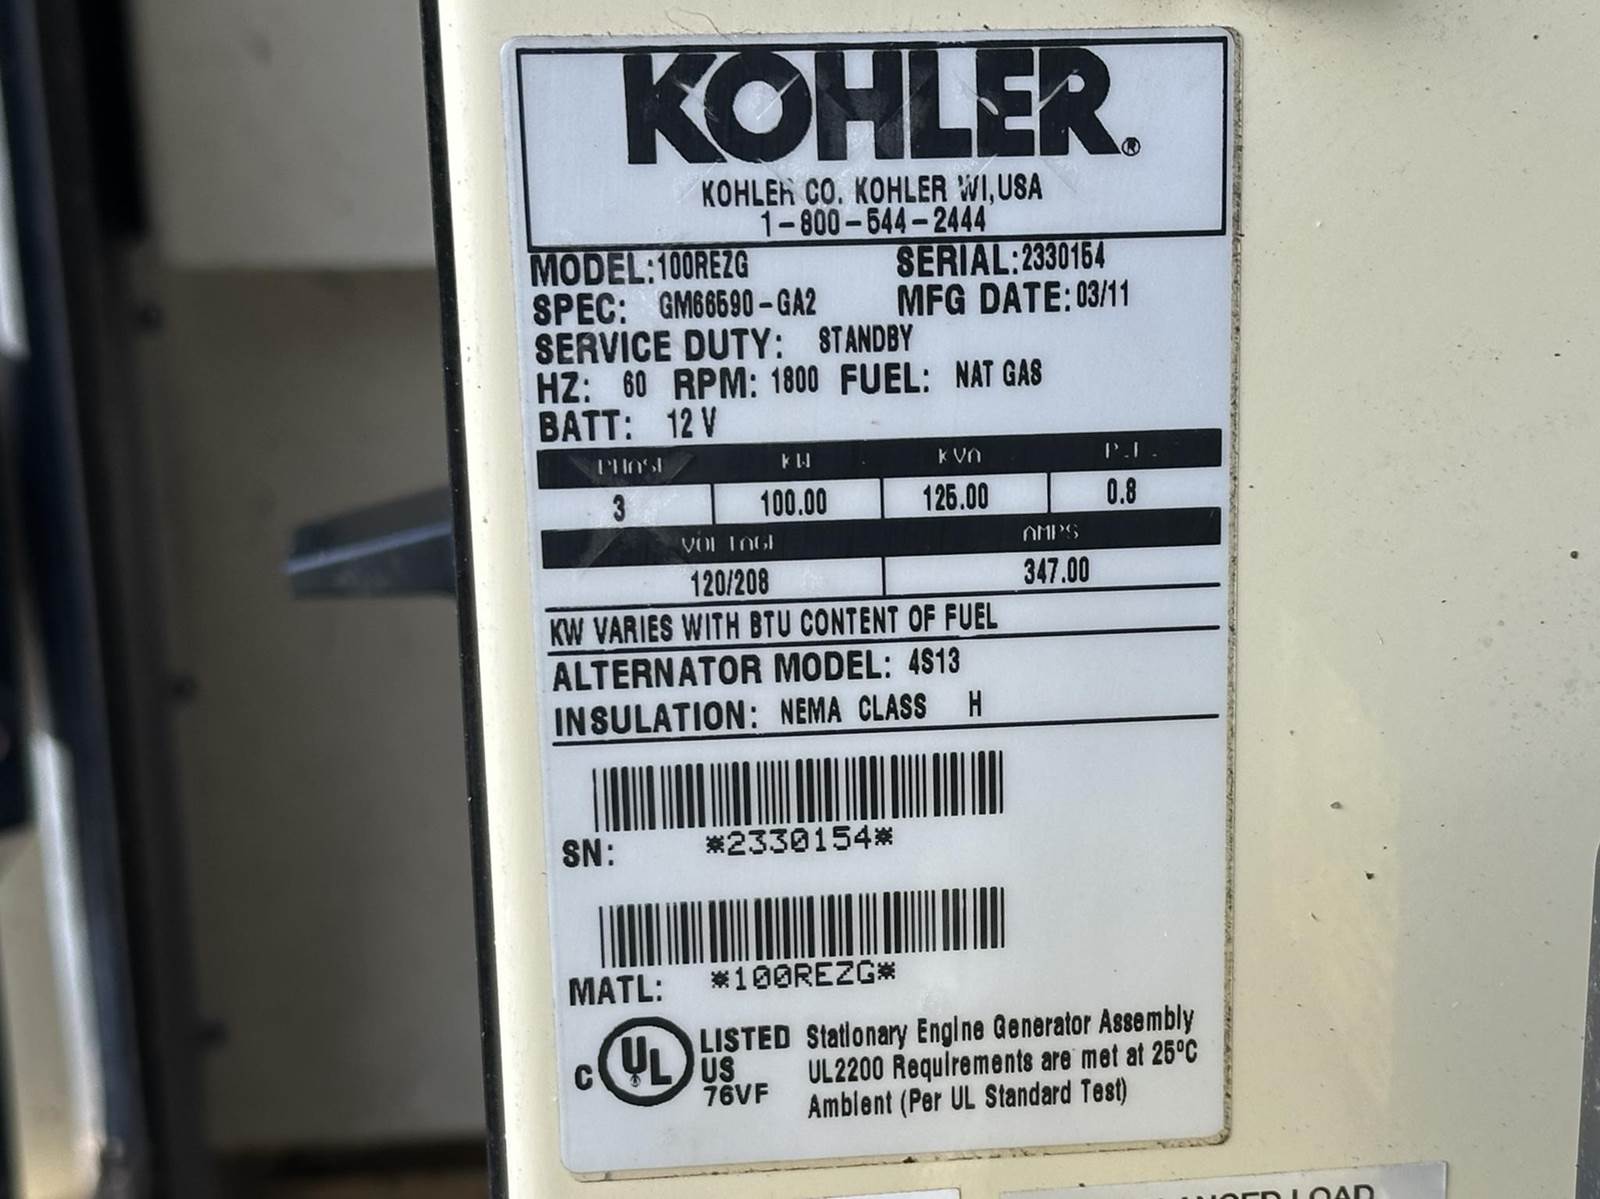 KOHLER®
KOHLER CO. KOHLER WI, USA
1-800-544-2444
MODEL: 100REZG SERIAL: 2330154
SPEC: GM66590-GA2 MFG DATE: 03/11
SERVICE DUTY: STANDBY
HZ: 60 RPM: 1800 FUEL: NAT GAS
BATT: 12 V
PHASE KW KVA P.F.
3 100.00 125.00 0.8
VOLTAGE AMPS
120/208 347.00
KW VARIES WITH BTU CONTENT OF FUEL
ALTERNATOR MODEL: 4S13
INSULATION: NEMA CLASS H
SN: *2330154*
MATL: *100REZG*
C UL LISTED US 76VF
Stationary Engine Generator Assembly
UL2200 Requirements are met at 25ºC
Ambient (Per UL Standard Test)
LOAD